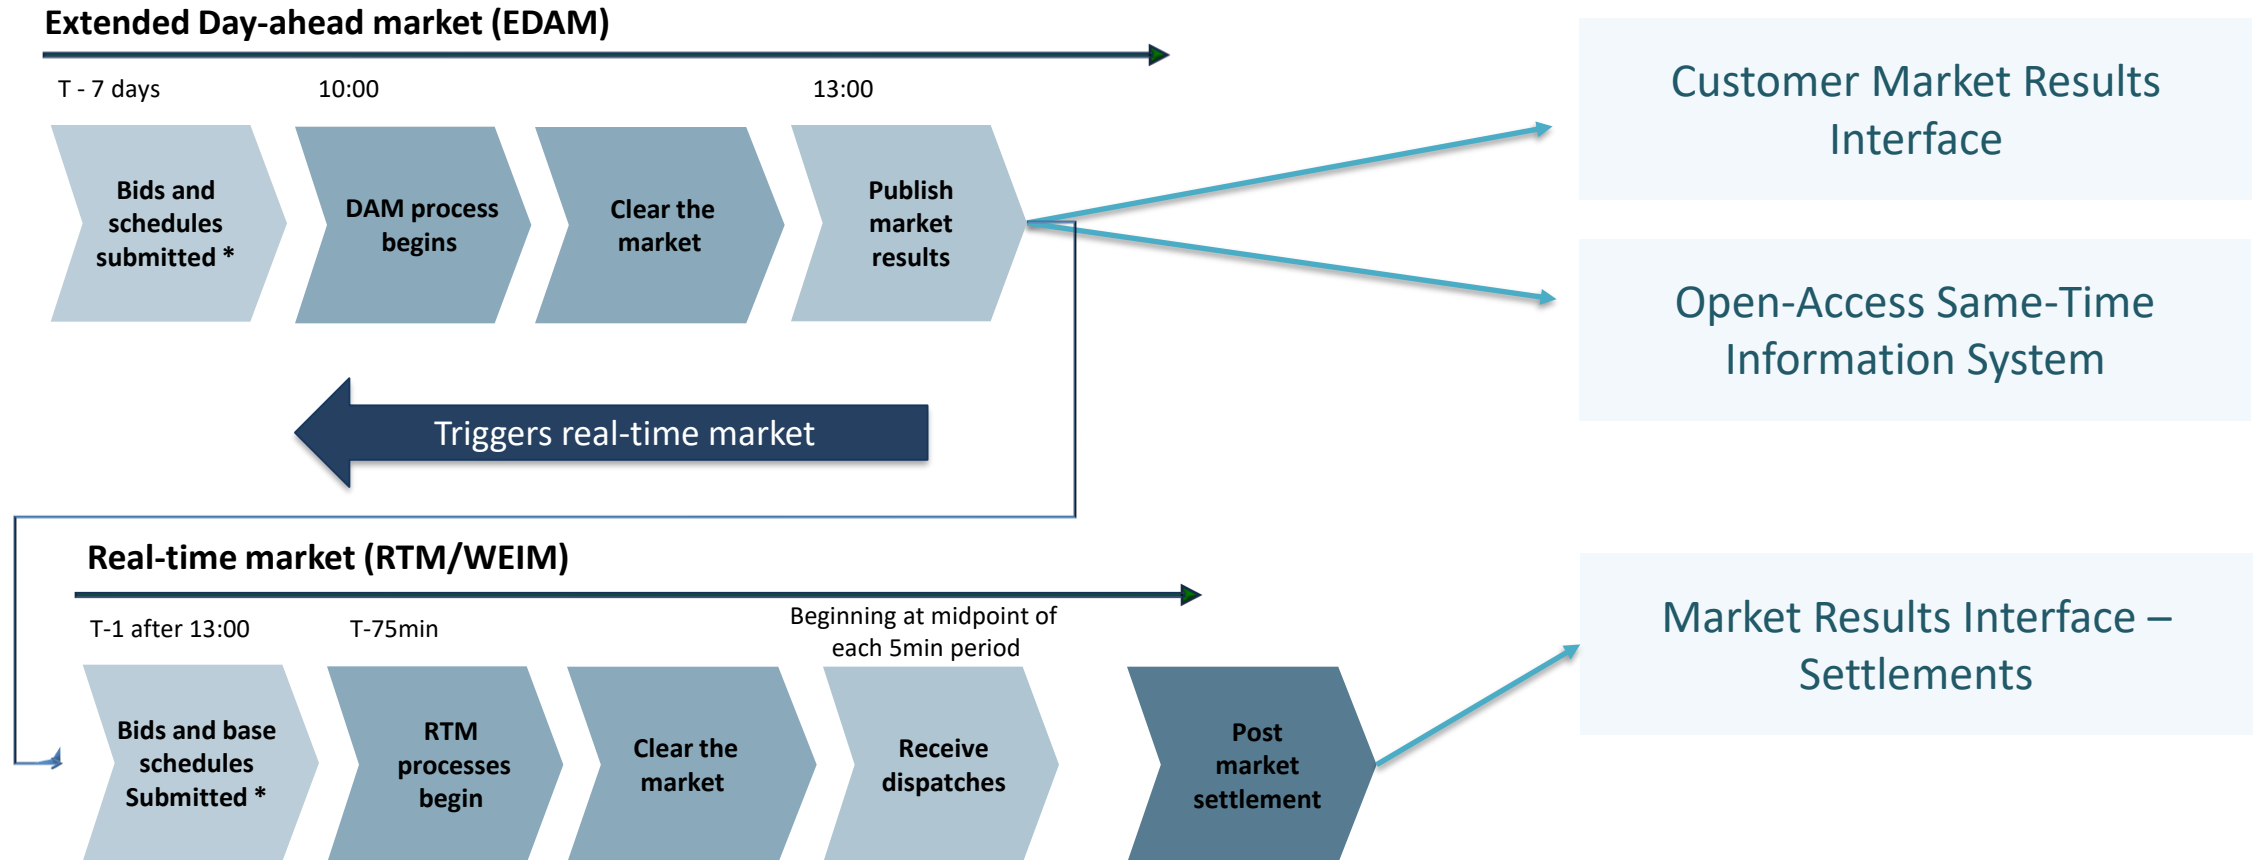 Extended Day-ahead market (EDAM)
T - 7 days
10:00
13:00
Bids and
schedules
submitted *
DAM process
begins
Clear the
market
Publish
market
results
Customer Market Results
Interface
Open-Access Same-Time
Information System
Triggers real-time market
Real-time market (RTM/WEIM)
T-1 after 13:00
T-75min
Beginning at midpoint of
each 5min period
Bids and base
schedules
Submitted *
RTM
processes
begin
Clear the
market
Receive
dispatches
Post
market
settlement
Market Results Interface –
Settlements